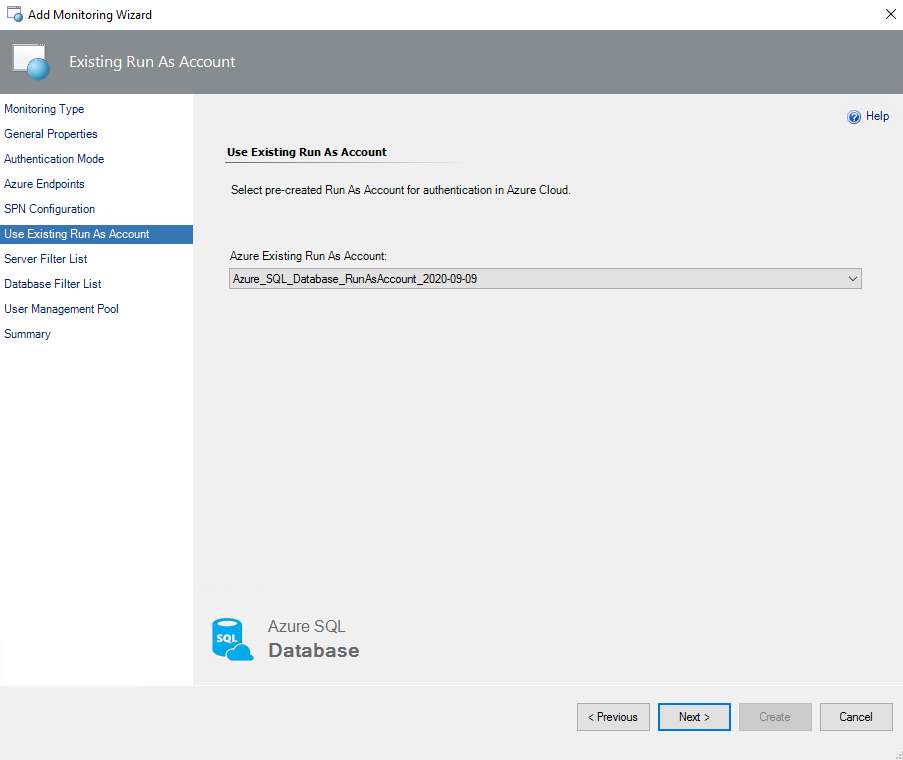 Add Monitoring Wizard
Existing Run As Account
Monitoring Type
General Properties
Authentication Mode
Azure Endpoints
SPN Configuration
Use Existing Run As Account
Server Filter List
Database Filter List
User Management Pool
Summary
Help
Use Existing Run As Account
Select pre-created Run As Account for authentication in Azure Cloud.
Azure Existing Run As Account:
Azure_SQL_Database_RunAsAccount_2020-09-09
SQL
Azure SQL
Database
< Previous
Next >
Create
Cancel